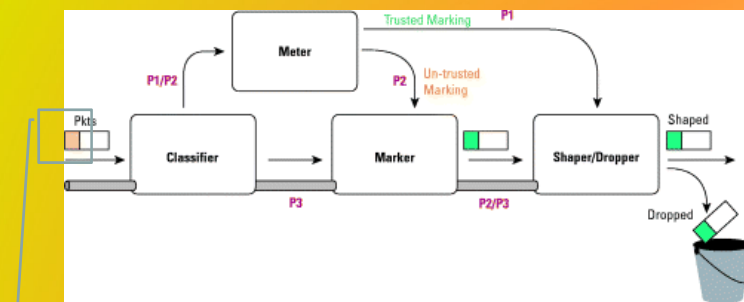 Trusted Marking
P1
Meter
P1/P2
P2
Un-trusted
Marking
Pkts
Shaped
Classifier
Marker
Shaper/Dropper
P3
P2/P3
Dropped